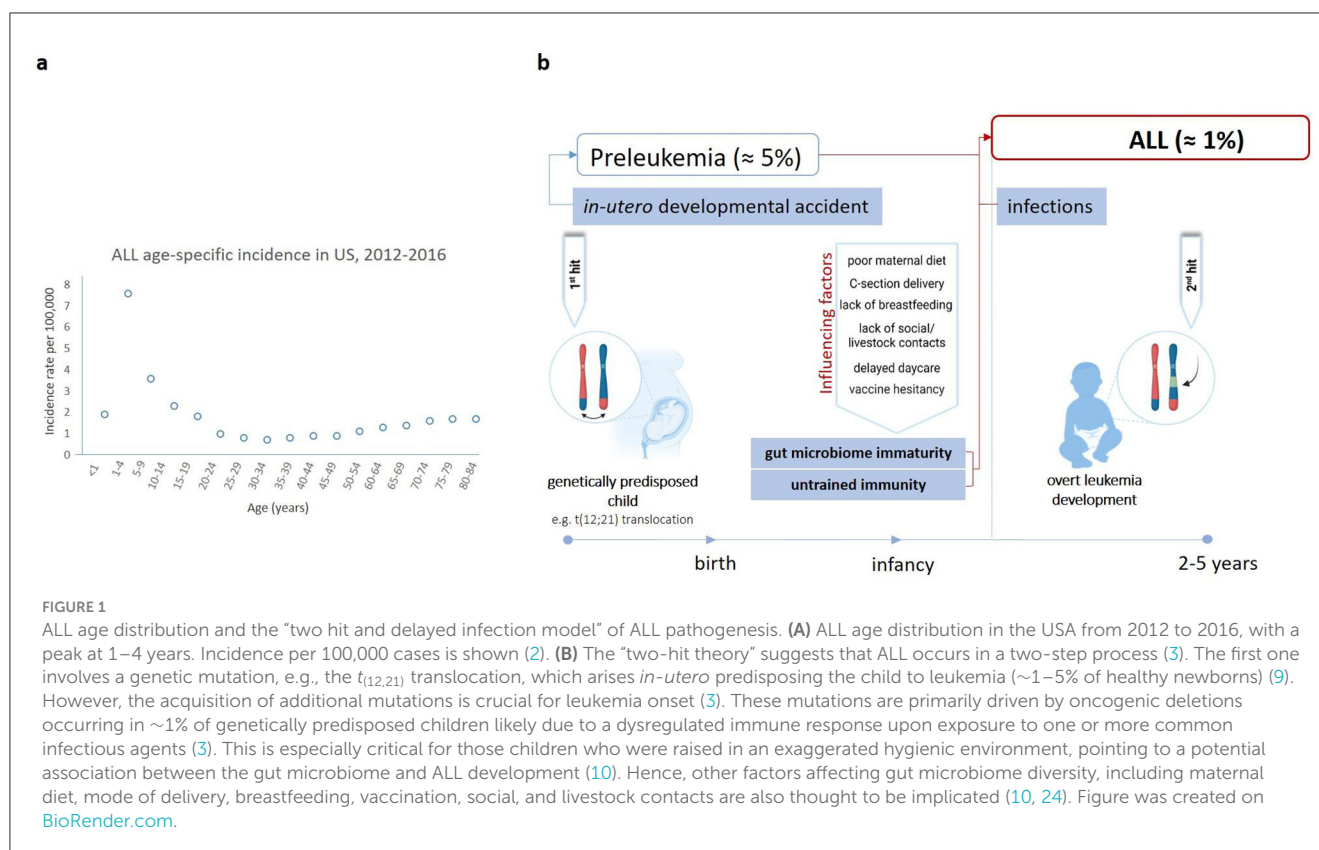 a
ALL age-specific incidence in US, 2012-2016
Incidence rate per 100,000
8
7
6
5
4
3
2
1
0
<1
1-4
5-9
10-14
15-19
20-24
25-29
30-34
35-39
40-44
45-49
50-54
55-59
60-64
65-69
70-74
75-79
80-84
Age (years)
b
Preleukemia (≈ 5%)
ALL (≈ 1%)
in-utero developmental accident
infections
1st hit
Influencing factors
poor maternal diet
C-section delivery
lack of breastfeeding
lack of social/
livestock contacts
delayed daycare
vaccine hesitancy
2nd hit
gut microbiome immaturity
untrained immunity
genetically predisposed
child
e.g. t(12;21) translocation
overt leukemia
development
birth
infancy
2-5 years
FIGURE 1
ALL age distribution and the “two hit and delayed infection model” of ALL pathogenesis. (A) ALL age distribution in the USA from 2012 to 2016, with a
peak at 1–4 years. Incidence per 100,000 cases is shown (2). (B) The “two-hit theory” suggests that ALL occurs in a two-step process (3). The first one
involves a genetic mutation, e.g., the t(12,21) translocation, which arises in-utero predisposing the child to leukemia (∼1–5% of healthy newborns) (9).
However, the acquisition of additional mutations is crucial for leukemia onset (3). These mutations are primarily driven by oncogenic deletions
occurring in ∼1% of genetically predisposed children likely due to a dysregulated immune response upon exposure to one or more common
infectious agents (3). This is especially critical for those children who were raised in an exaggerated hygienic environment, pointing to a potential
association between the gut microbiome and ALL development (10). Hence, other factors affecting gut microbiome diversity, including maternal
diet, mode of delivery, breastfeeding, vaccination, social, and livestock contacts are also thought to be implicated (10, 24). Figure was created on
BioRender.com.